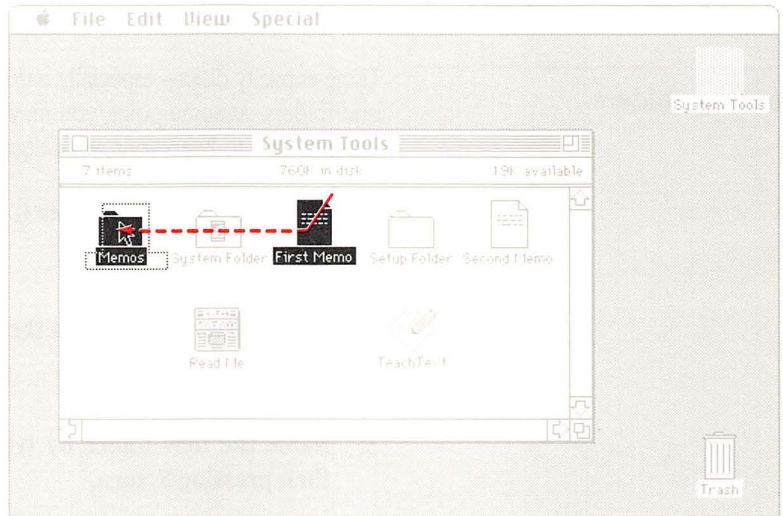 File Edit View Special
System Tools
System Tools
7 items 760K in disk 19K available
Memos System Folder First Memo Setup Folder Second Memo
Read Me TeachText
Trash